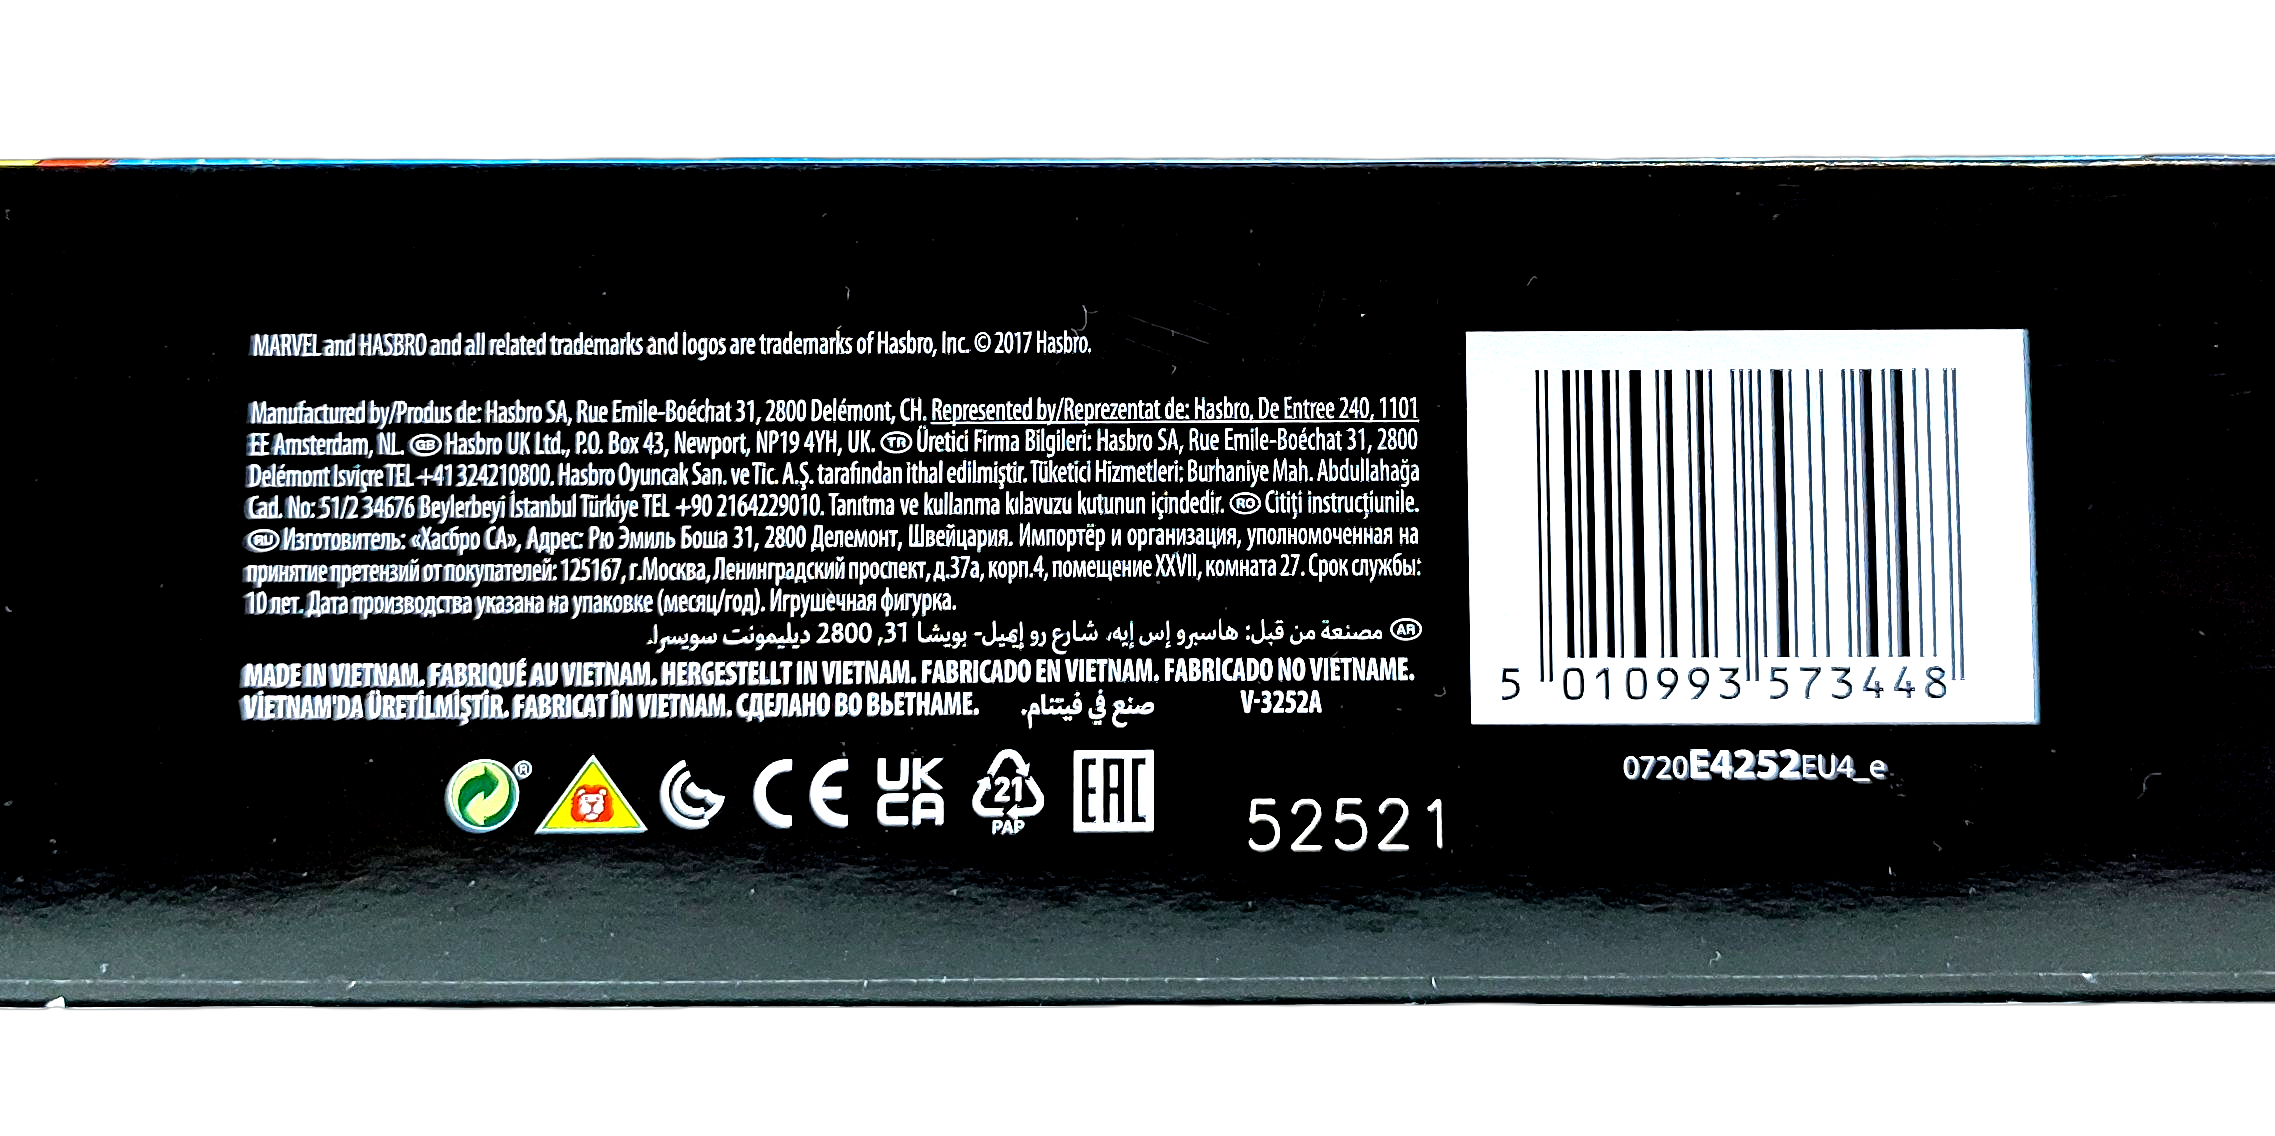 MARVEL and HASBRO and all related trademarks and logos are trademarks of Hasbro, Inc. © 2017 Hasbro.
Manufactured by/Produs de: Hasbro SA, Rue Emile-Boéchat 31, 2800 Delémont, CH. Represented by/Reprezentat de: Hasbro, De Entree 240, 1101
EE Amsterdam, NL. GB Hasbro UK Ltd., P.O. Box 43, Newport, NP19 4YH, UK. TR Üretici Firma Bilgileri: Hasbro SA, Rue Emile-Boéchat 31, 2800
Delémont Isviçre TEL +41 324210800. Hasbro Oyuncak San. ve Tic. A.Ş. tarafından ithal edilmiştir. Tüketici Hizmetleri: Burhaniye Mah. Abdullahağa
Cad. No: 51/2 34676 Beylerbeyi İstanbul Türkiye TEL +90 2164229010. Tanıtma ve kullanma kılavuzu kutunun içindedir. RO Citiți instrucțiunile.
RU Изготовитель: «Хасбро СА», Адрес: Рю Эмиль Боша 31, 2800 Делемонт, Швейцария. Импортёр и организация, уполномоченная на
принятие претензий от покупателей: 125167, г.Москва, Ленинградский проспект, д.37а, корп.4, помещение XXVII, комната 27. Срок службы:
10 лет. Дата производства указана на упаковке (месяц/год). Игрушечная фигурка.
AR مصنعة من قبل: هاسبرو إس إيه، شارع رو إيميل- بويشا 31, 2800 ديليمونت سويسرا.
MADE IN VIETNAM. FABRIQUÉ AU VIETNAM. HERGESTELLT IN VIETNAM. FABRICADO EN VIETNAM. FABRICADO NO VIETNAME.
VİETNAM'DA ÜRETİLMİŞTİR. FABRICAT ÎN VIETNAM. СДЕЛАНО ВО ВЬЕТНАМЕ. صنع في فيتنام. V-3252A
5 010993 573448
0720E4252EU4_e
® CE UK CA 21 PAP EAC
52521